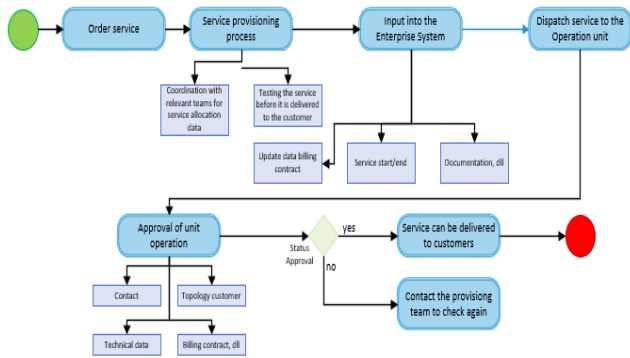 Order service
Service provisioning
process
Input into the
Enterprise System
Dispatch service to the
Operation unit
Coordination with
relevant teams for
service allocation
data
Testing the service
before it is delivered
to the customer
Update data billing
contract
Service start/end
Documentation, dll
Approval of unit
operation
Status
Approval
yes
no
Service can be delivered
to customers
Contact the provisiong
team to check again
Contact
Topology customer
Technical data
Billing contract, dll